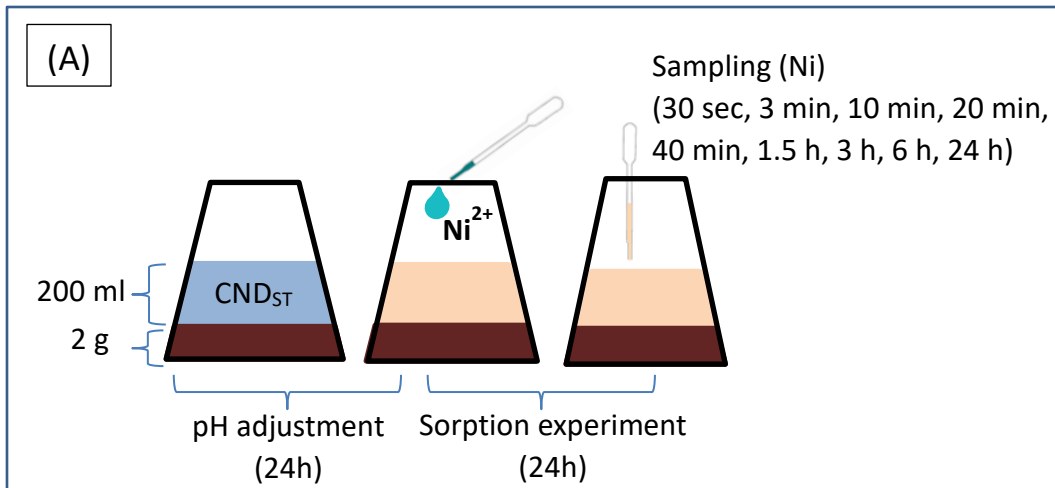 (A)
Sampling (Ni)
(30 sec, 3 min, 10 min, 20 min,
40 min, 1.5 h, 3 h, 6 h, 24 h)
Ni²⁺
200 ml
CND_ST
2 g
pH adjustment
(24h)
Sorption experiment
(24h)